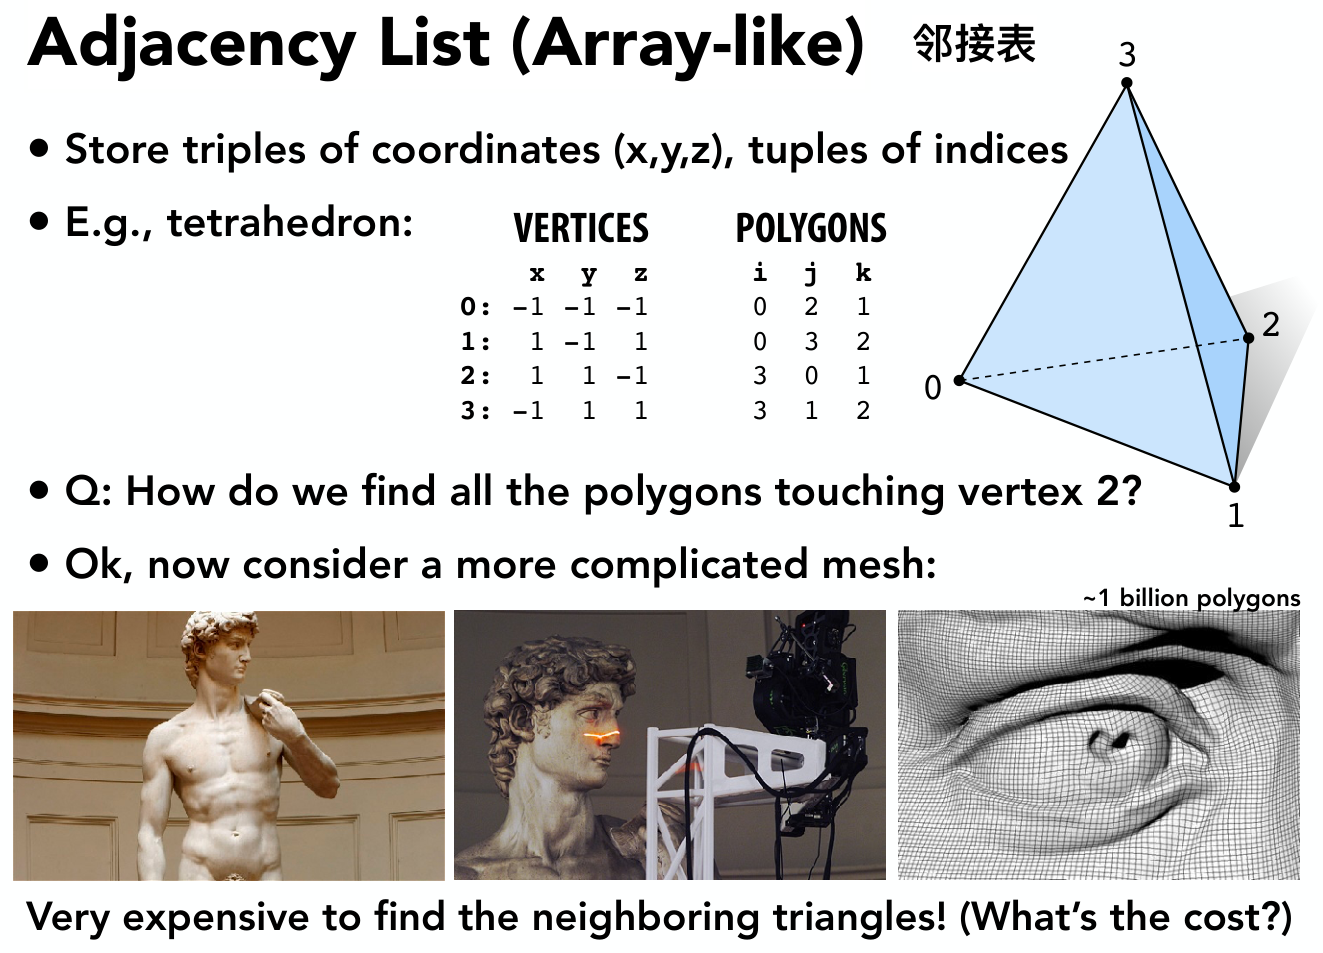 Adjacency List (Array-like) 邻接表
• Store triples of coordinates (x,y,z), tuples of indices
• E.g., tetrahedron:
VERTICES POLYGONS
x y z i j k
0: -1 -1 -1 0 2 1
1: 1 -1 1 0 3 2
2: 1 1 -1 3 0 1
3: -1 1 1 3 1 2
3
2
0
1
• Q: How do we find all the polygons touching vertex 2?
• Ok, now consider a more complicated mesh:
~1 billion polygons
Very expensive to find the neighboring triangles! (What's the cost?)